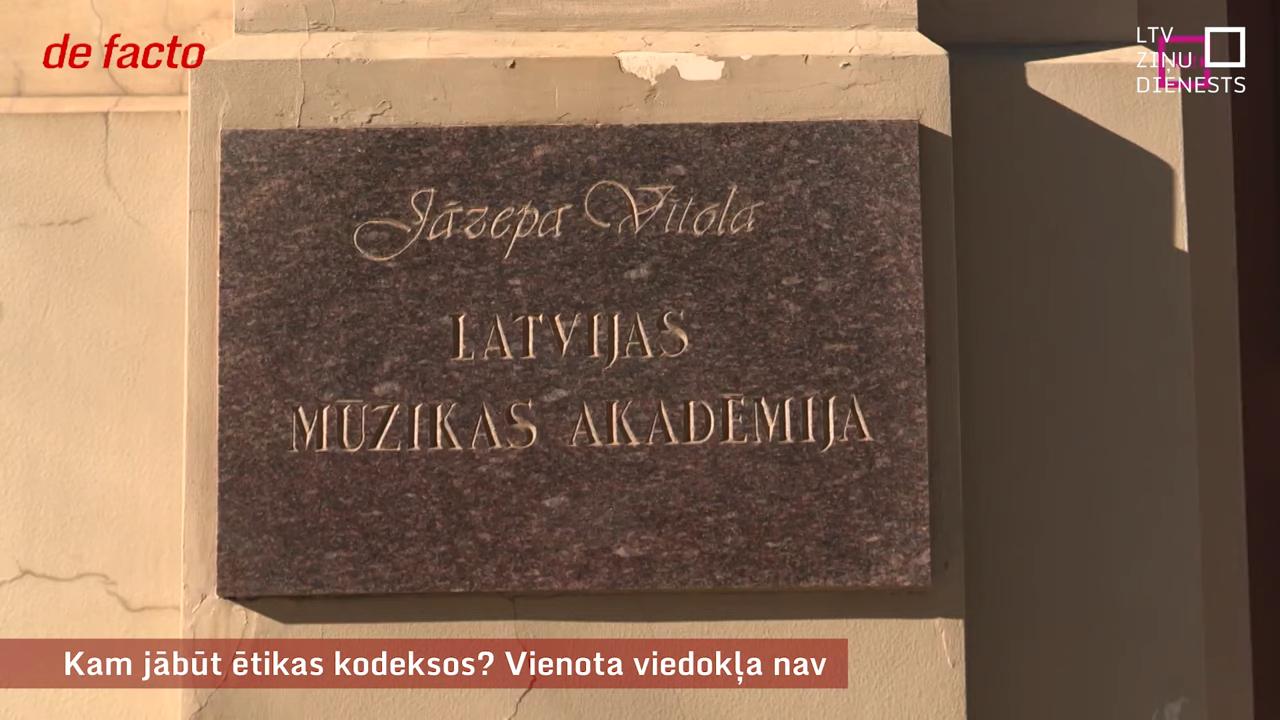 de facto
LTV
ZIŅU
DIENESTS
Jāzepa Vītola
LATVIJAS
MŪZIKAS AKADĒMIJA
Kam jābūt ētikas kodeksos? Vienota viedokļa nav